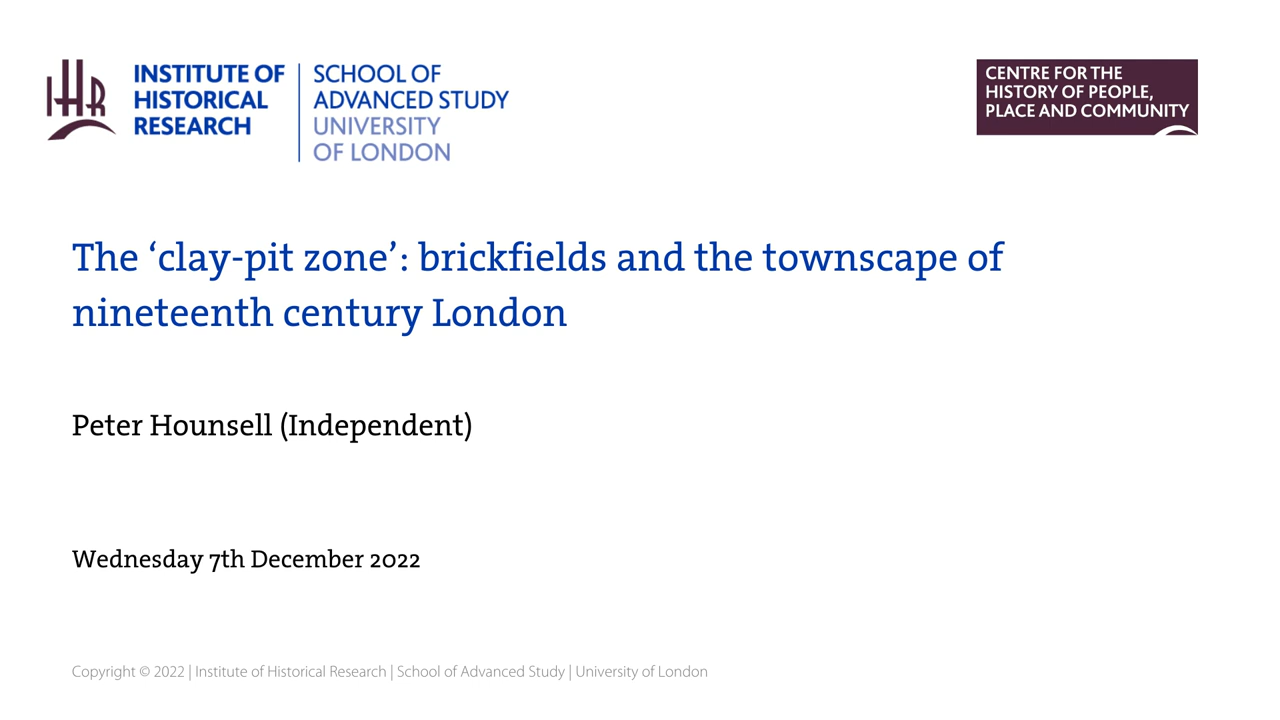 IHR
INSTITUTE OF
HISTORICAL
RESEARCH
SCHOOL OF
ADVANCED STUDY
UNIVERSITY
OF LONDON
CENTRE FOR THE
HISTORY OF PEOPLE,
PLACE AND COMMUNITY
The ‘clay-pit zone’: brickfields and the townscape of
nineteenth century London
Peter Hounsell (Independent)
Wednesday 7th December 2022
Copyright © 2022 | Institute of Historical Research | School of Advanced Study | University of London